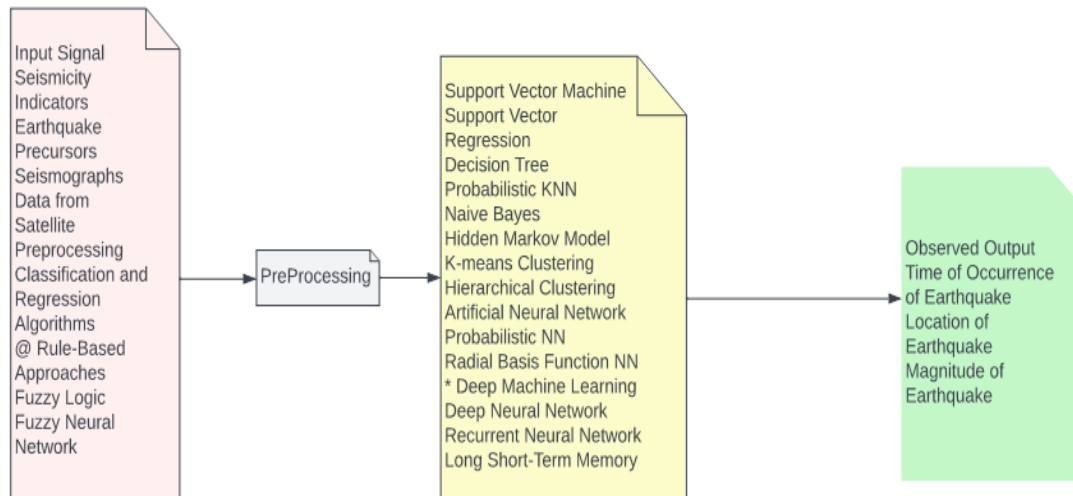 Input Signal
Seismicity
Indicators
Earthquake
Precursors
Seismographs
Data from
Satellite
Preprocessing
Classification and
Regression
Algorithms
@ Rule-Based
Approaches
Fuzzy Logic
Fuzzy Neural
Network
PreProcessing
Support Vector Machine
Support Vector
Regression
Decision Tree
Probabilistic KNN
Naive Bayes
Hidden Markov Model
K-means Clustering
Hierarchical Clustering
Artificial Neural Network
Probabilistic NN
Radial Basis Function NN
* Deep Machine Learning
Deep Neural Network
Recurrent Neural Network
Long Short-Term Memory
Observed Output
Time of Occurrence
of Earthquake
Location of
Earthquake
Magnitude of
Earthquake